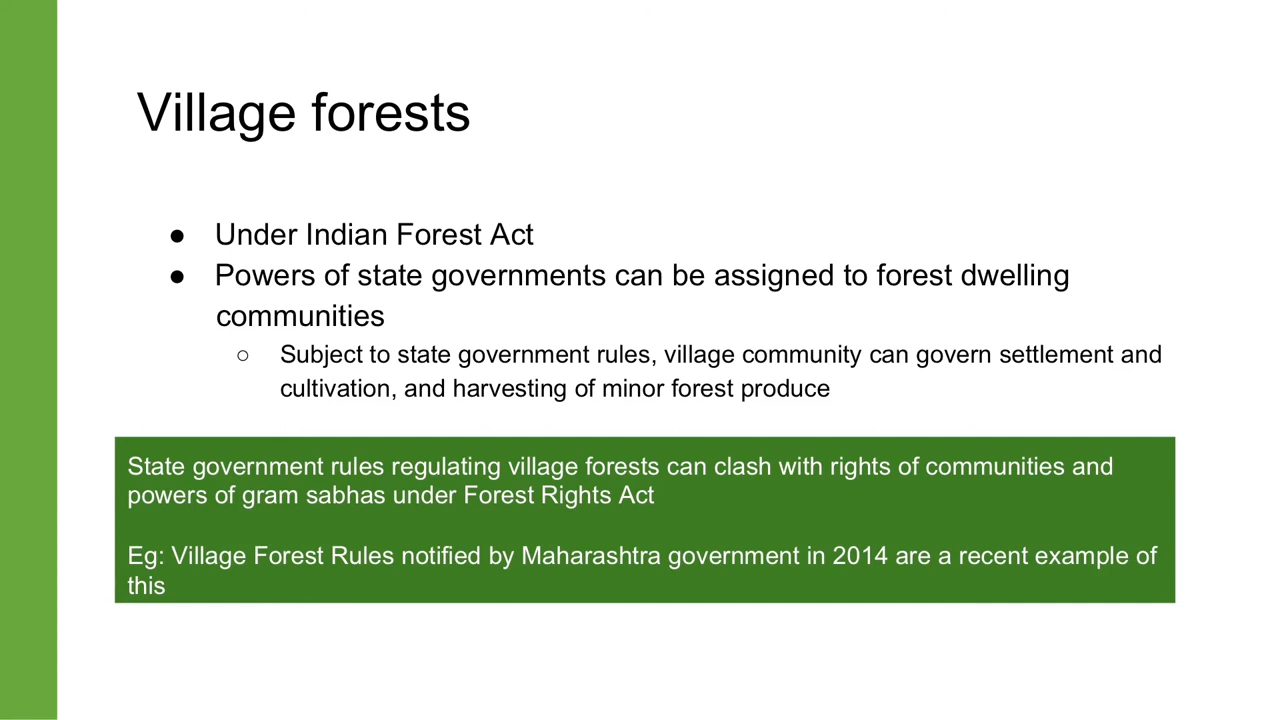 Village forests
● Under Indian Forest Act
● Powers of state governments can be assigned to forest dwelling
communities
○ Subject to state government rules, village community can govern settlement and
cultivation, and harvesting of minor forest produce
State government rules regulating village forests can clash with rights of communities and
powers of gram sabhas under Forest Rights Act
Eg: Village Forest Rules notified by Maharashtra government in 2014 are a recent example of
this